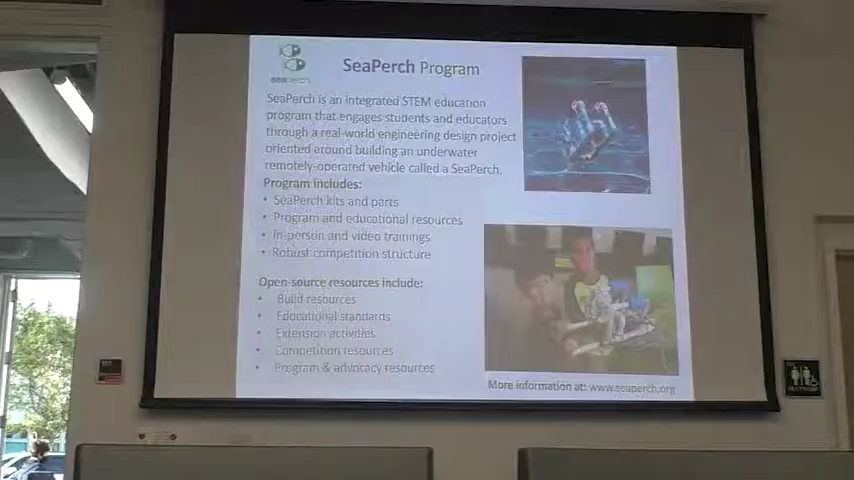 seaperch
SeaPerch Program
SeaPerch is an integrated STEM education
program that engages students and educators
through a real-world engineering design project
oriented around building an underwater
remotely-operated vehicle called a SeaPerch.
Program includes:
• SeaPerch kits and parts
• Program and educational resources
• In-person and video trainings
• Robust competition structure
Open-source resources include:
• Build resources
• Educational standards
• Extension activities
• Competition resources
• Program & advocacy resources
More information at: www.seaperch.org